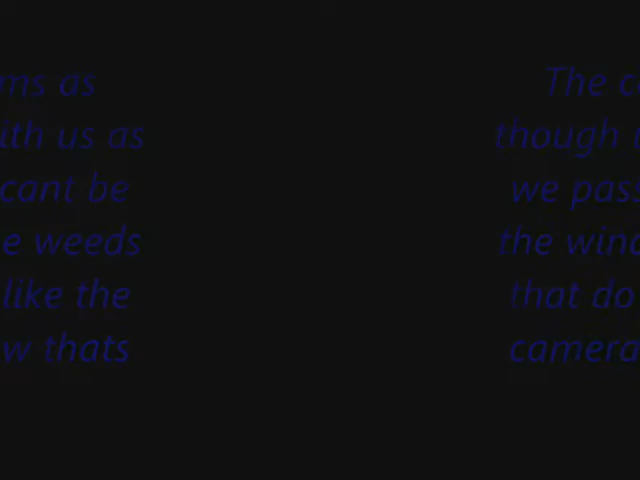 ms as
ith us as
cant be
e weeds
like the
w thats
The c
though
we pass
the wind
that do
camera